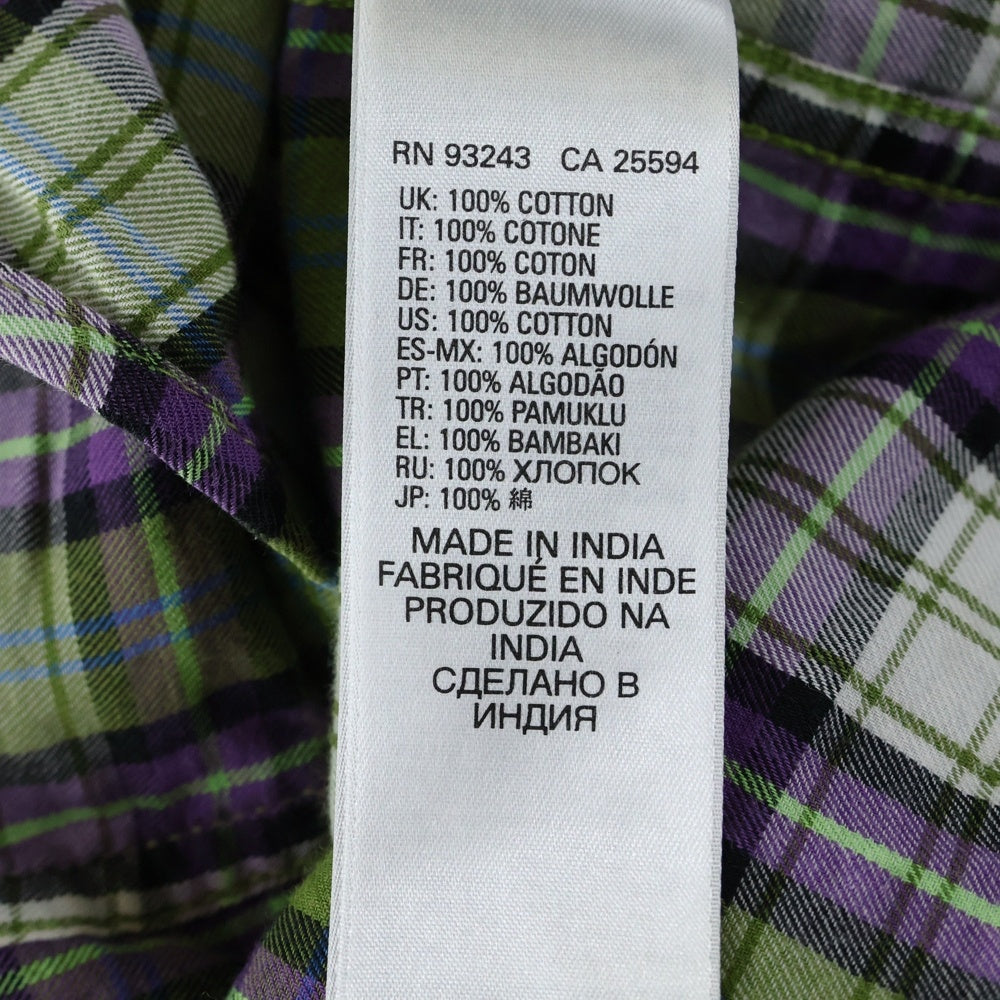 RN 93243 CA 25594
UK: 100% COTTON
IT: 100% COTONE
FR: 100% COTON
DE: 100% BAUMWOLLE
US: 100% COTTON
ES-MX: 100% ALGODÓN
PT: 100% ALGODÃO
TR: 100% PAMUKLU
EL: 100% BAMBAKI
RU: 100% ХЛОПОК
JP: 100% 綿
MADE IN INDIA
FABRIQUÉ EN INDE
PRODUZIDO NA
INDIA
СДЕЛАНО В
ИНДИЯ